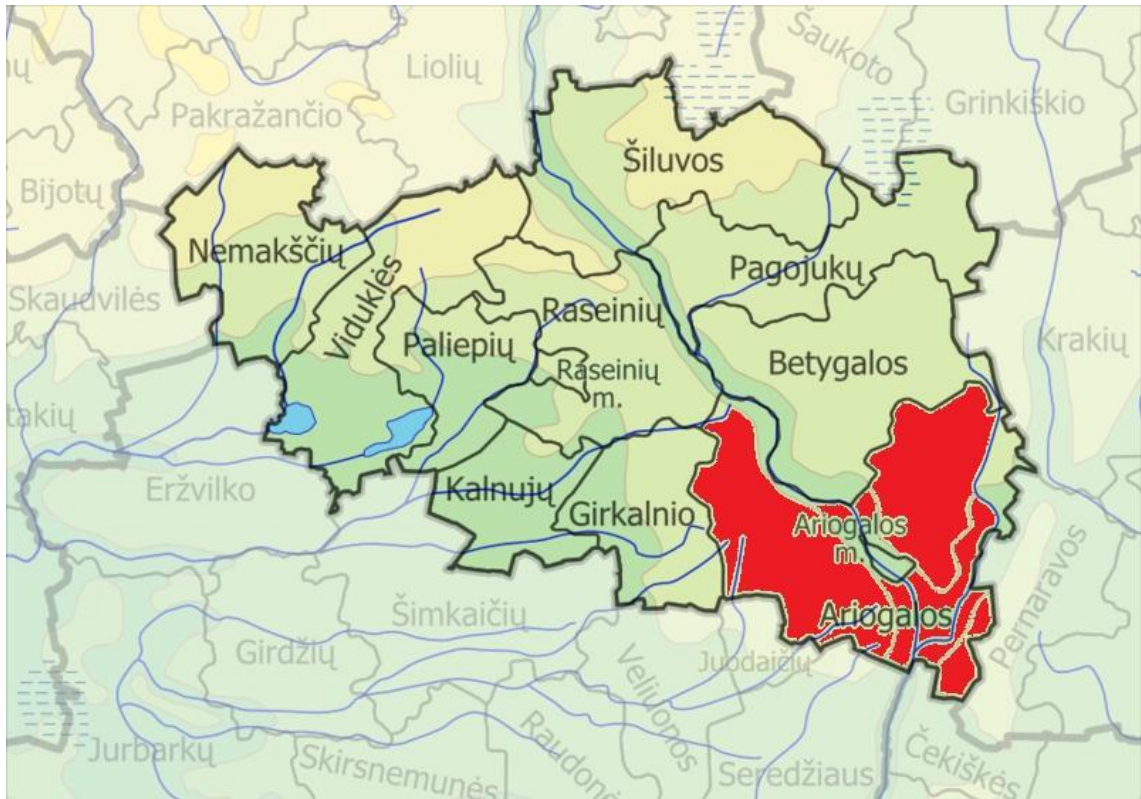 Šaukoto
Liolių
Grinkiškio
Pakražančio
Šiluvos
Bijotų
Nemakščių
Pagojukų
Skaudvilės
Viduklės
Raseinių
Krakių
Paliepių
Betygalos
Raseinių
m.
takių
Eržvilko
Kalnujų
Girkalnio
Ariogalos
m.
Šimkaičių
Ariogalos
Pernaravos
Girdžių
Juodaičių
Veliuonos
Jurbarkų
Skirsnemunės
Raudonė
Seredžiaus
Čekiškės